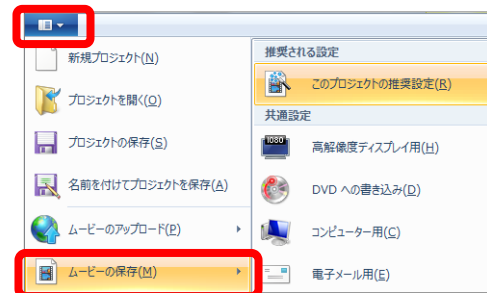 新規プロジェクト(N)
プロジェクトを開く(O)
プロジェクトの保存(S)
名前を付けてプロジェクトを保存(A)
ムービーのアップロード(P)
ムービーの保存(M)
推奨される設定
このプロジェクトの推奨設定(R)
共通設定
1080
高解像度ディスプレイ用(H)
DVD への書き込み(D)
コンピューター用(C)
電子メール用(E)